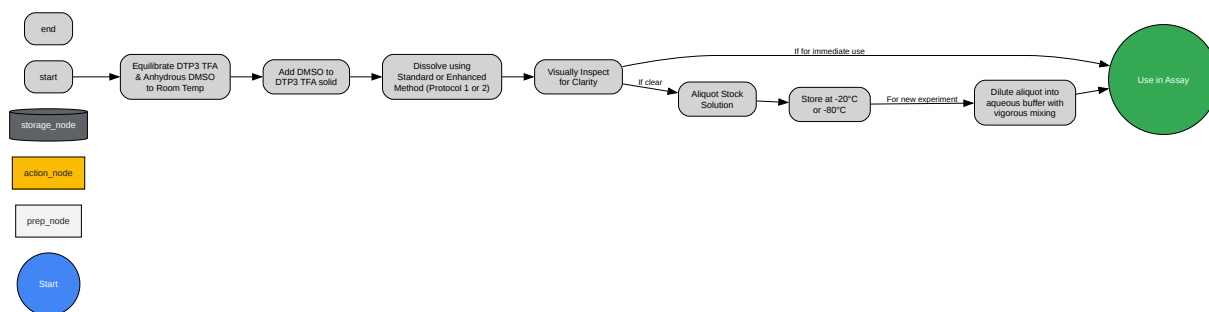 end
start
Equilibrate DTP3 TFA
& Anhydrous DMSO
to Room Temp
Add DMSO to
DTP3 TFA solid
Dissolve using
Standard or Enhanced
Method (Protocol 1 or 2)
Visually Inspect
for Clarity
If for immediate use
If clear
Aliquot Stock
Solution
Store at -20°C
or -80°C
For new experiment
Dilute aliquot into
aqueous buffer with
vigorous mixing
Use in Assay
storage_node
action_node
prep_node
Start